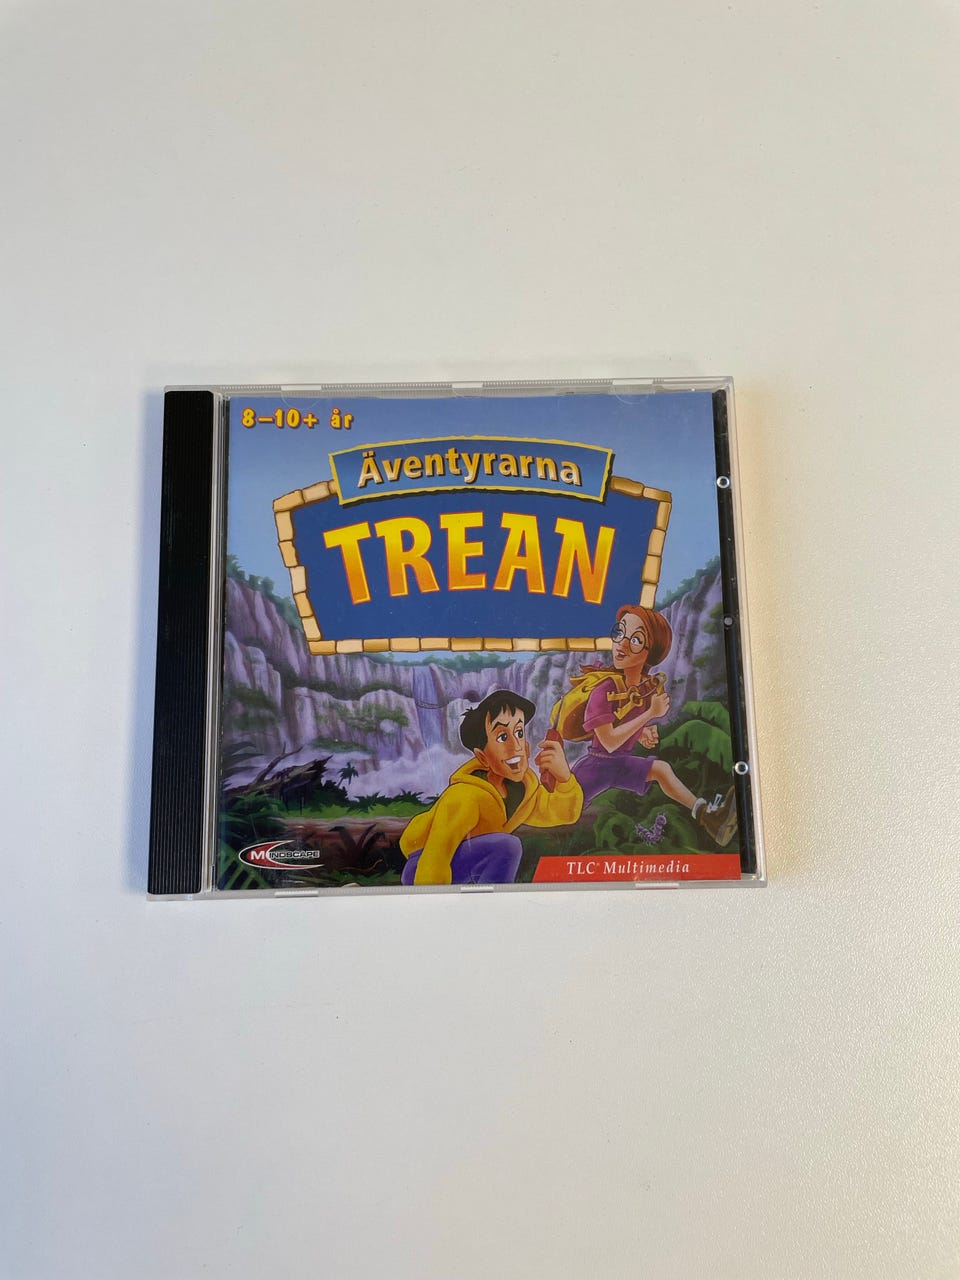 8-10+ år
Äventyrarna
TREAN
MINDSCAPE
TLC® Multimedia